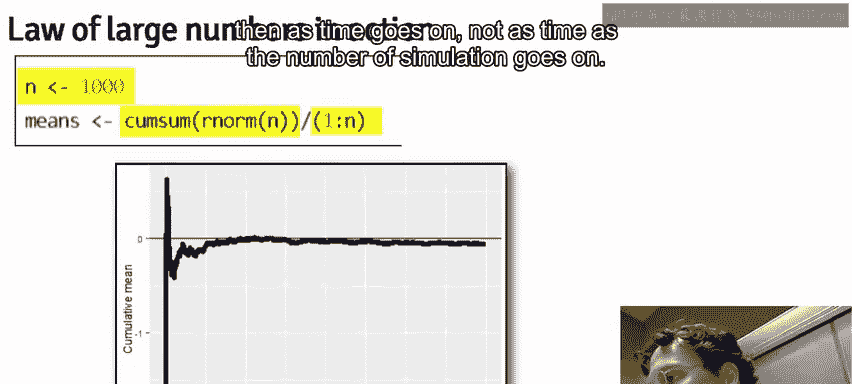 Law of large numbers in action
then as time goes on, not as time as
the number of simulation goes on.
n <- 1000
means <- cumsum(rnorm(n))/(1:n)
0
Cumulative mean
-1